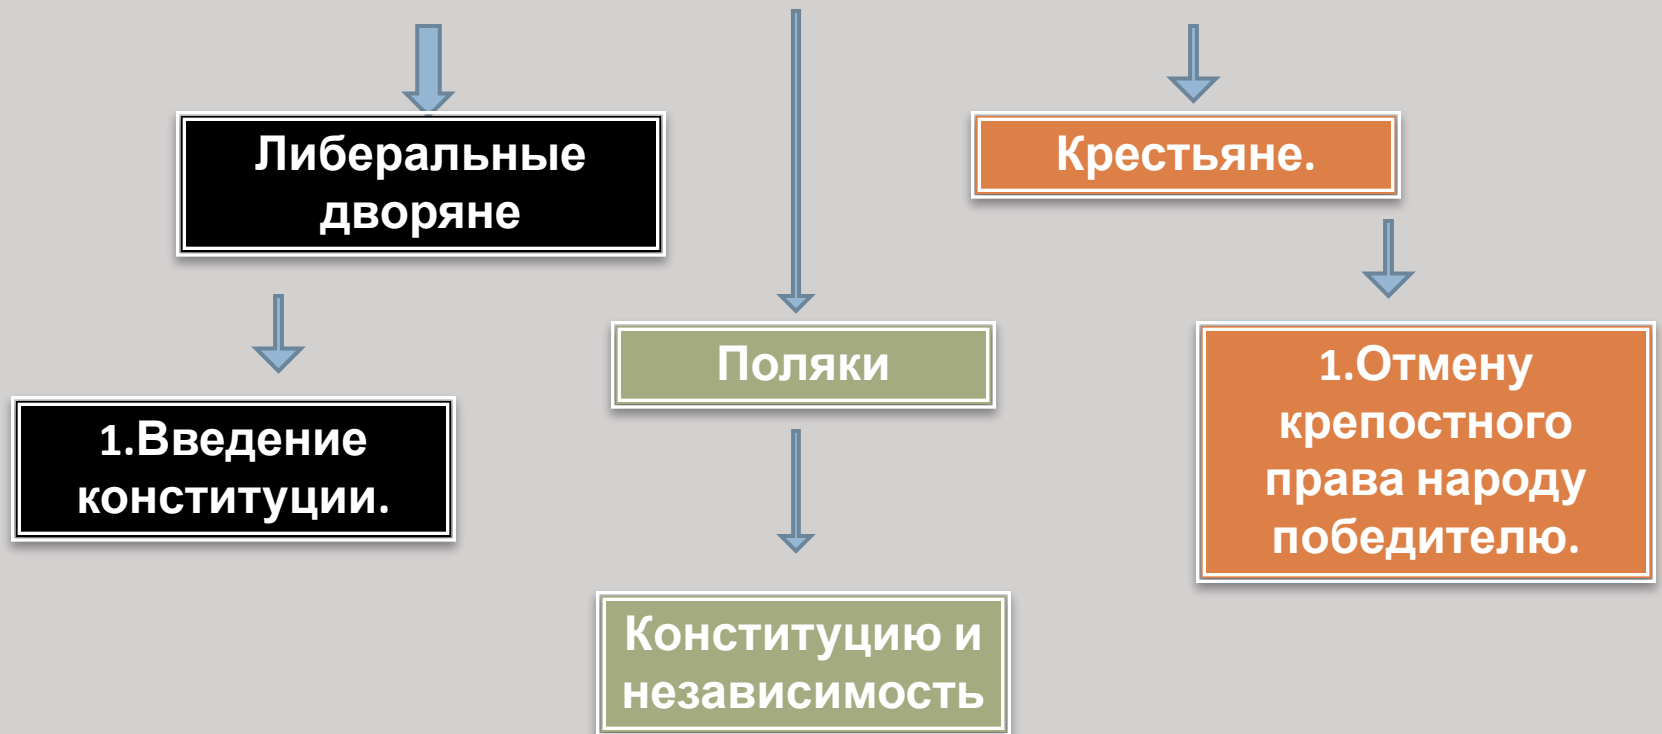 Либеральные
дворяне
Крестьяне.
Поляки
1.Введение
конституции.
1.Отмену
крепостного
права народу
победителю.
Конституцию и
независимость